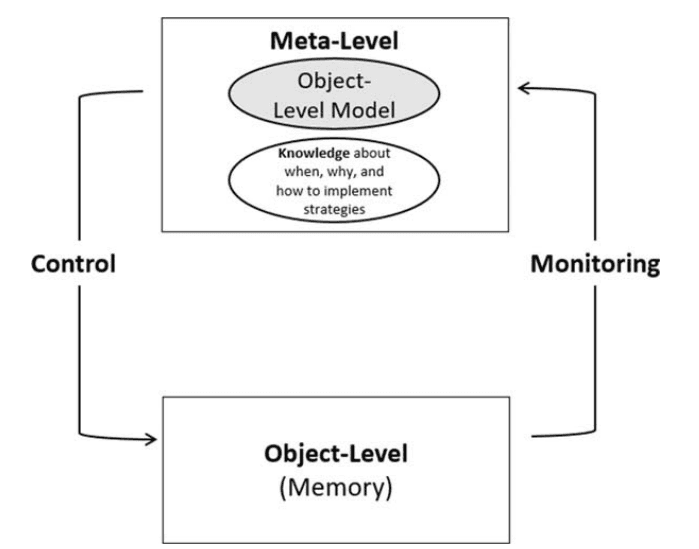 Meta-Level
Object-
Level Model
Knowledge about
when, why, and
how to implement
strategies
Control
Monitoring
Object-Level
(Memory)